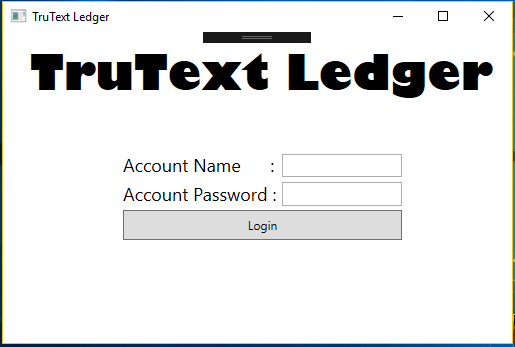 TruText Ledger
TruText Ledger
Account Name :
Account Password :
Login